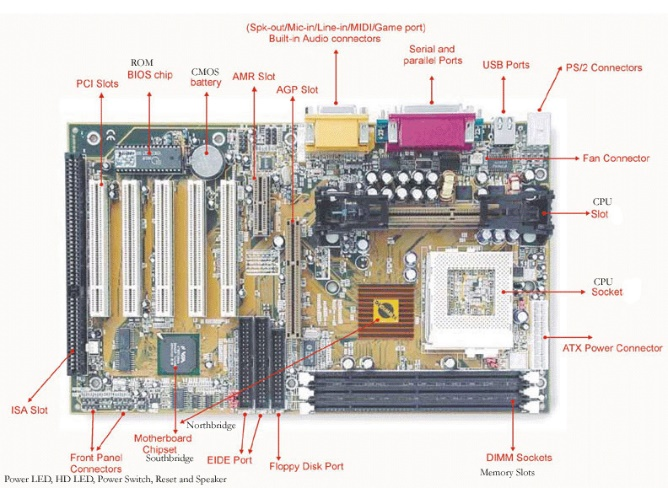 (Spk-out/Mic-in/Line-in/MIDI/Game port)
Built-in Audio connectors
Serial and
parallel Ports
USB Ports
PS/2 Connectors
ROM
BIOS chip
CMOS
battery
PCI Slots
AMR Slot
AGP Slot
Fan Connector
CPU
Slot
CPU
Socket
ATX Power Connector
ISA Slot
Northbridge
Motherboard
Chipset
Southbridge
Front Panel
Connectors
EIDE Port
Floppy Disk Port
DIMM Sockets
Memory Slots
Power LED, HD LED, Power Switch, Reset and Speaker